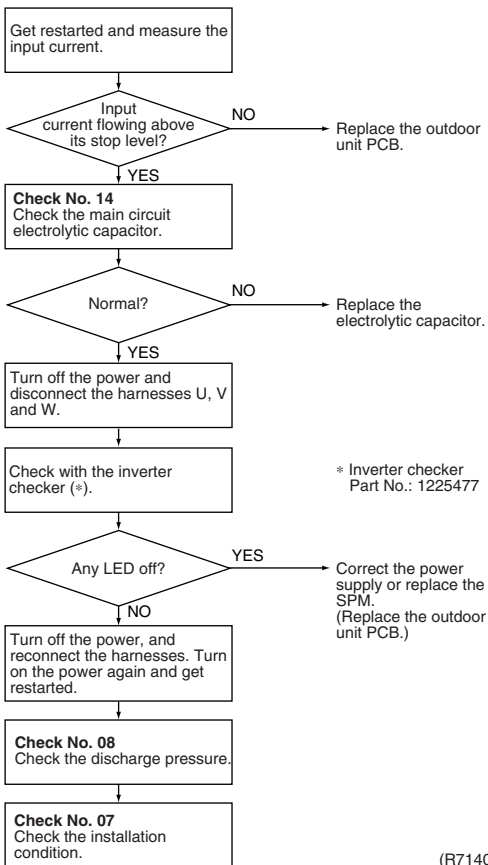 Get restarted and measure the
input current.
Input
current flowing above
its stop level?
NO
Replace the outdoor
unit PCB.
YES
Check No. 14
Check the main circuit
electrolytic capacitor.
Normal?
NO
Replace the
electrolytic capacitor.
YES
Turn off the power and
disconnect the harnesses U, V
and W.
Check with the inverter
checker (*).
* Inverter checker
Part No.: 1225477
Any LED off?
YES
Correct the power
supply or replace the
SPM.
(Replace the outdoor
unit PCB.)
NO
Turn off the power, and
reconnect the harnesses. Turn
on the power again and get
restarted.
Check No. 08
Check the discharge pressure.
Check No. 07
Check the installation
condition.
(R7140